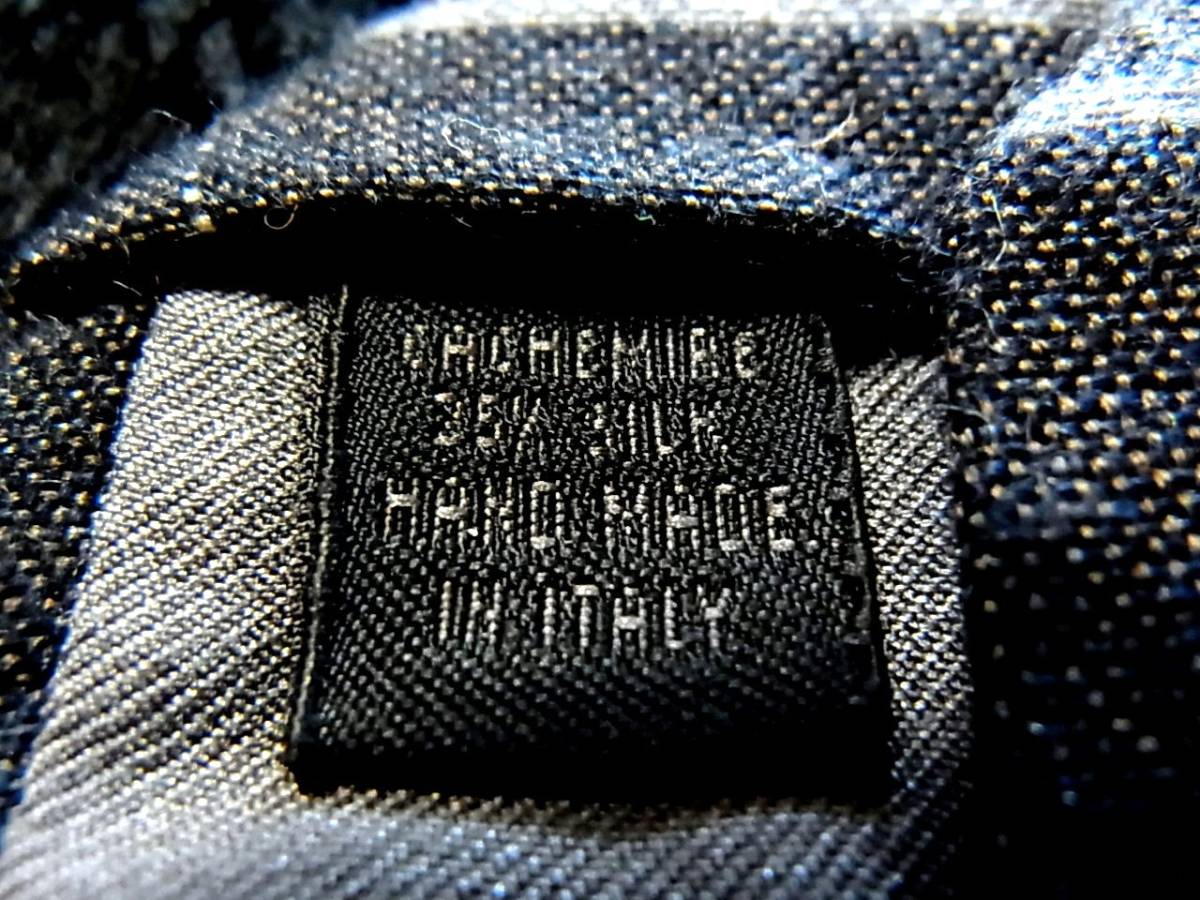 CACHEMIRE
35% SILK
HAND MADE
IN ITALY